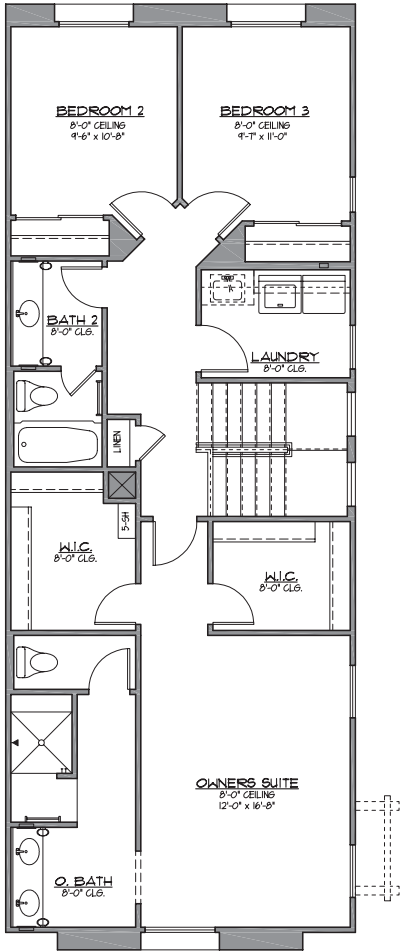 BEDROOM 2
8'-0" CEILING
9'-6" x 10'-8"
BEDROOM 3
8'-0" CEILING
9'-7" x 11'-0"
BATH 2
8'-0" CLG.
LAUNDRY
8'-0" CLG.
LINEN
5-SH
W.I.C.
8'-0" CLG.
W.I.C.
8'-0" CLG.
OWNERS SUITE
8'-0" CEILING
12'-0" x 16'-8"
O. BATH
8'-0" CLG.